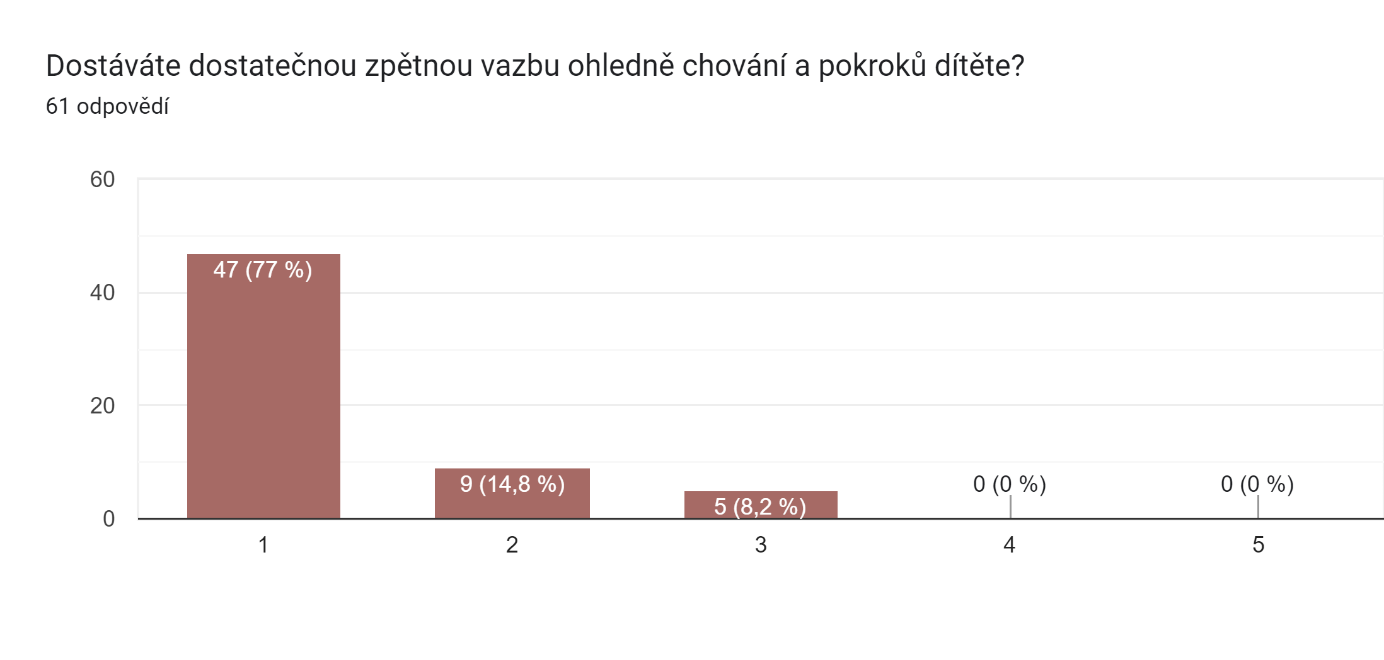 Dostáváte dostatečnou zpětnou vazbu ohledně chování a pokroků dítěte?
61 odpovědí
60
40
20
0
47 (77 %)
9 (14,8 %)
5 (8,2 %)
0 (0 %)
0 (0 %)
1
2
3
4
5